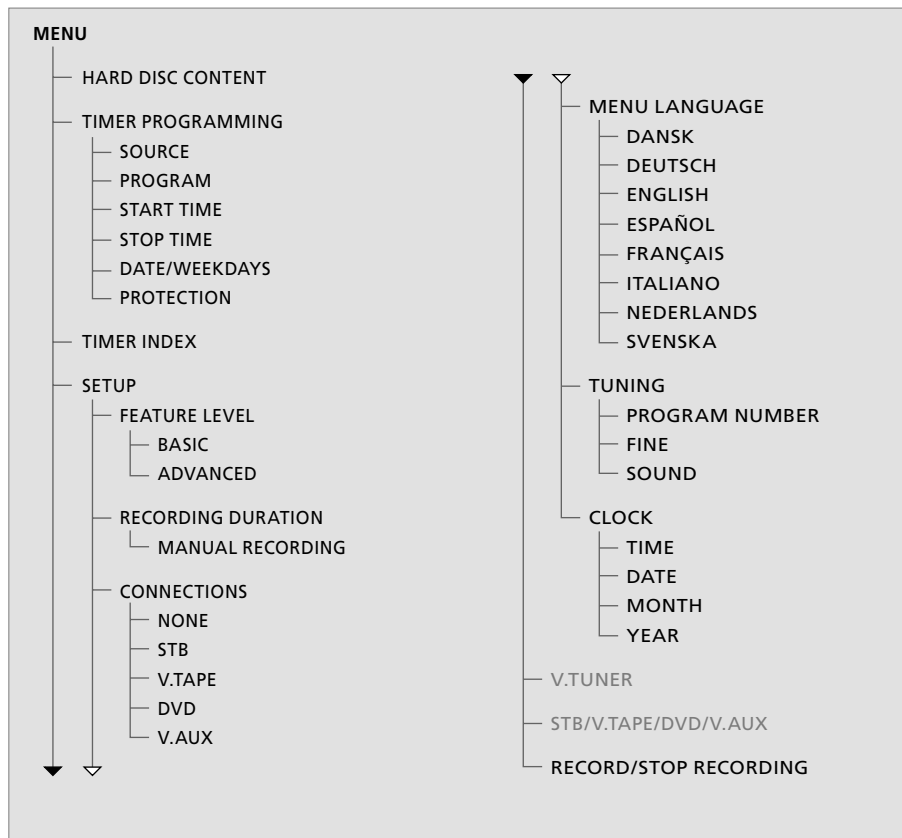 MENU
HARD DISC CONTENT
TIMER PROGRAMMING
SOURCE
PROGRAM
START TIME
STOP TIME
DATE/WEEKDAYS
PROTECTION
TIMER INDEX
SETUP
FEATURE LEVEL
BASIC
ADVANCED
RECORDING DURATION
MANUAL RECORDING
CONNECTIONS
NONE
STB
V.TAPE
DVD
V.AUX
MENU LANGUAGE
DANSK
DEUTSCH
ENGLISH
ESPAÑOL
FRANÇAIS
ITALIANO
NEDERLANDS
SVENSKA
TUNING
PROGRAM NUMBER
FINE
SOUND
CLOCK
TIME
DATE
MONTH
YEAR
V.TUNER
STB/V.TAPE/DVD/V.AUX
RECORD/STOP RECORDING